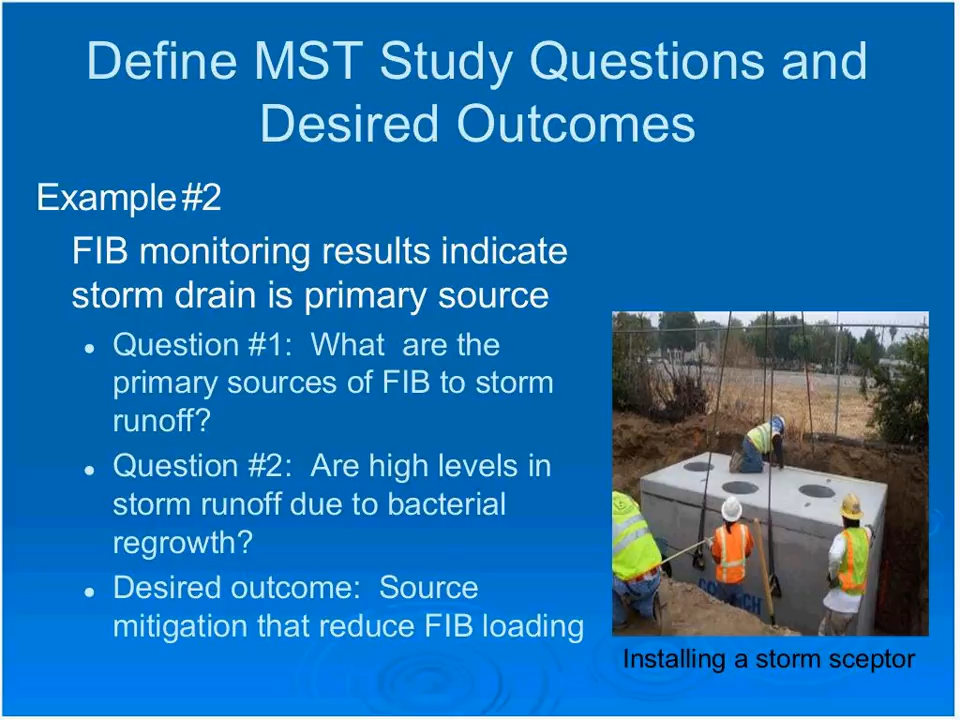 Define MST Study Questions and
Desired Outcomes
Example #2
FIB monitoring results indicate
storm drain is primary source
Question #1: What are the
primary sources of FIB to storm
runoff?
Question #2: Are high levels in
storm runoff due to bacterial
regrowth?
Desired outcome: Source
mitigation that reduce FIB loading
Installing a storm sceptor